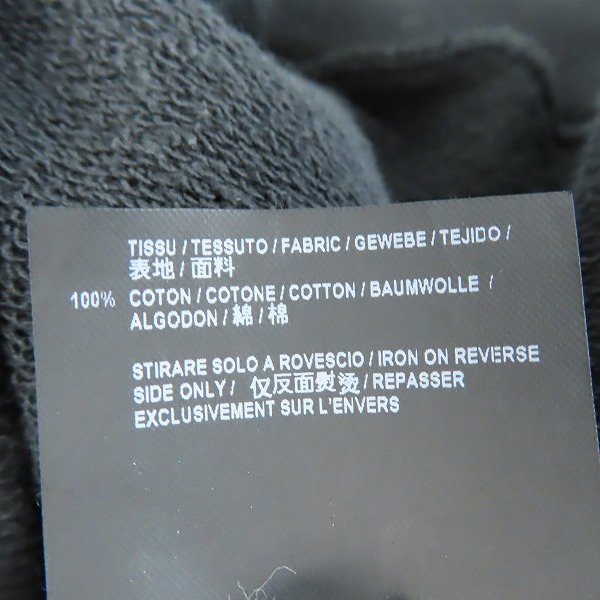 TISSU / TESSUTO / FABRIC / GEWEBE / TEJIDO /
表地 / 面料
100% COTON / COTONE / COTTON / BAUMWOLLE /
ALGODON / 綿 / 棉
STIRARE SOLO A ROVESCIO / IRON ON REVERSE
SIDE ONLY / 仅反面熨烫 / REPASSER
EXCLUSIVEMENT SUR L'ENVERS